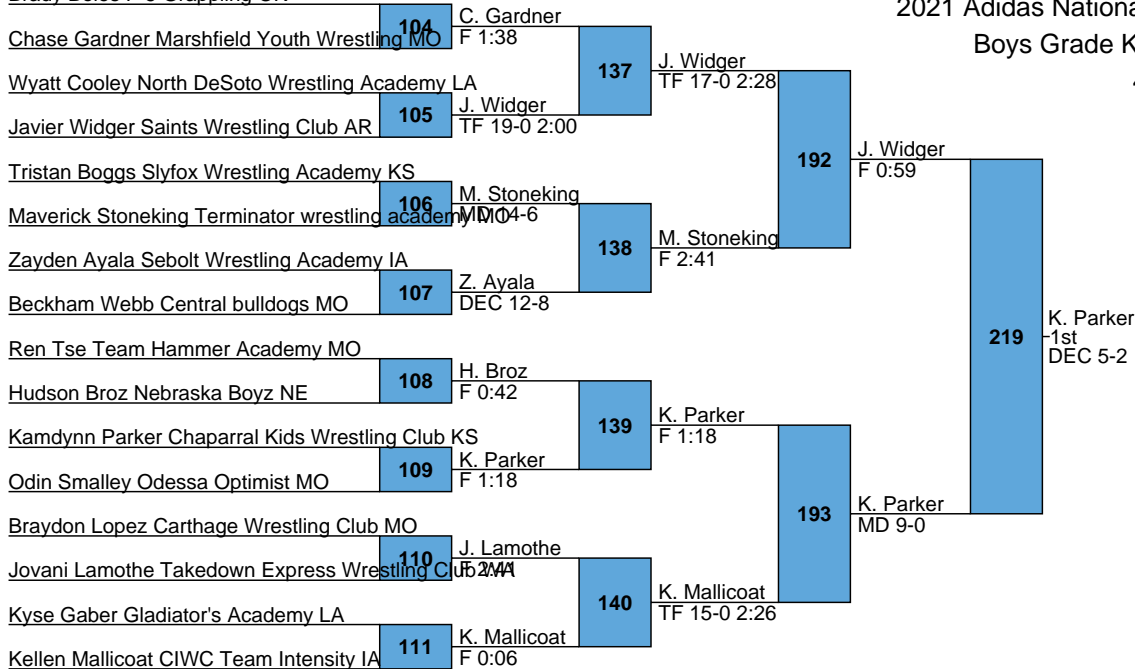 104
C. Gardner
Chase Gardner Marshfield Youth Wrestling MO
F 1:38
2021 Adidas Nationa
Boys Grade K
137
J. Widger
TF 17-0 2:28
Wyatt Cooley North DeSoto Wrestling Academy LA
105
J. Widger
Javier Widger Saints Wrestling Club AR
TF 19-0 2:00
192
J. Widger
F 0:59
Tristan Boggs Slyfox Wrestling Academy KS
106
M. Stoneking
Maverick Stoneking Terminator wrestling academy MO
MD 14-6
138
M. Stoneking
F 2:41
Zayden Ayala Sebolt Wrestling Academy IA
107
Z. Ayala
Beckham Webb Central bulldogs MO
DEC 12-8
219
K. Parker
1st
DEC 5-2
Ren Tse Team Hammer Academy MO
108
H. Broz
Hudson Broz Nebraska Boyz NE
F 0:42
139
K. Parker
F 1:18
Kamdynn Parker Chaparral Kids Wrestling Club KS
109
K. Parker
Odin Smalley Odessa Optimist MO
F 1:18
193
K. Parker
MD 9-0
Braydon Lopez Carthage Wrestling Club MO
110
J. Lamothe
Jovani Lamothe Takedown Express Wrestling Club WA
F 2:41
140
K. Mallicoat
TF 15-0 2:26
Kyse Gaber Gladiator's Academy LA
111
K. Mallicoat
Kellen Mallicoat CIWC Team Intensity IA
F 0:06